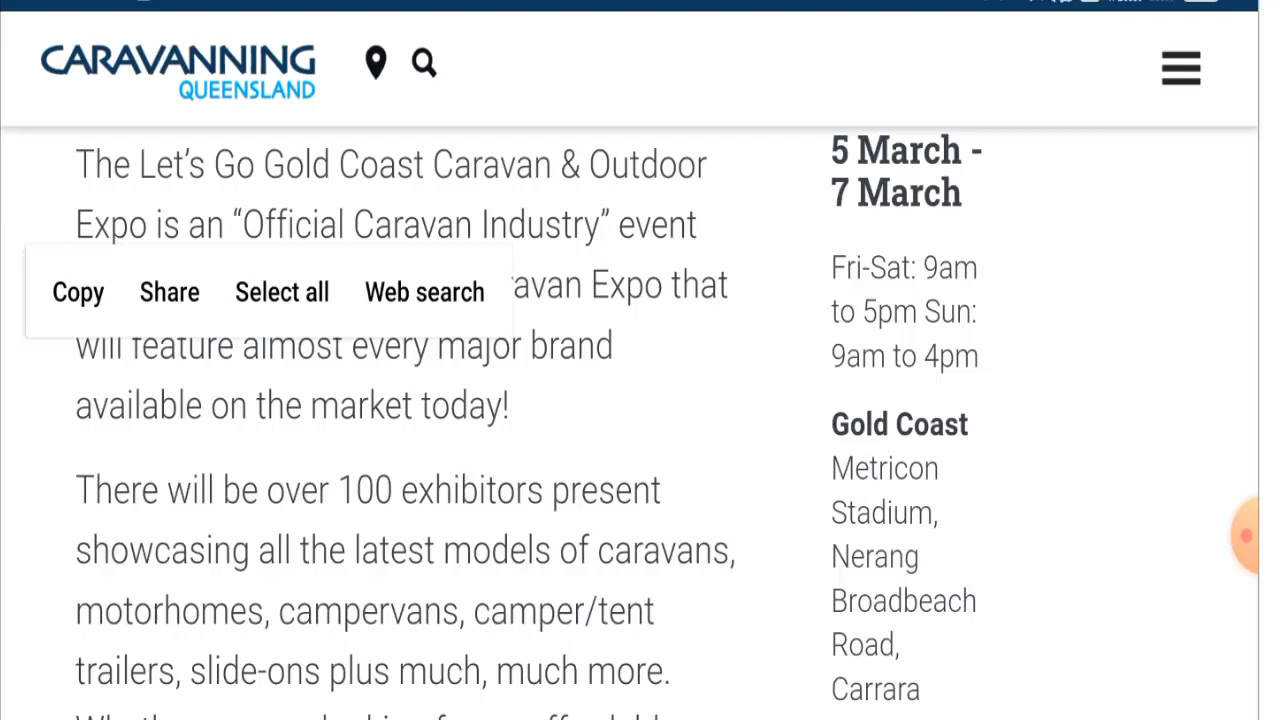 CARAVANNING
QUEENSLAND
The Let's Go Gold Coast Caravan & Outdoor
Expo is an “Official Caravan Industry” event
Copy Share Select all Web search
avan Expo that
will feature almost every major brand
available on the market today!
There will be over 100 exhibitors present
showcasing all the latest models of caravans,
motorhomes, campervans, camper/tent
trailers, slide-ons plus much, much more.
5 March -
7 March
Fri-Sat: 9am
to 5pm Sun:
9am to 4pm
Gold Coast
Metricon
Stadium,
Nerang
Broadbeach
Road,
Carrara